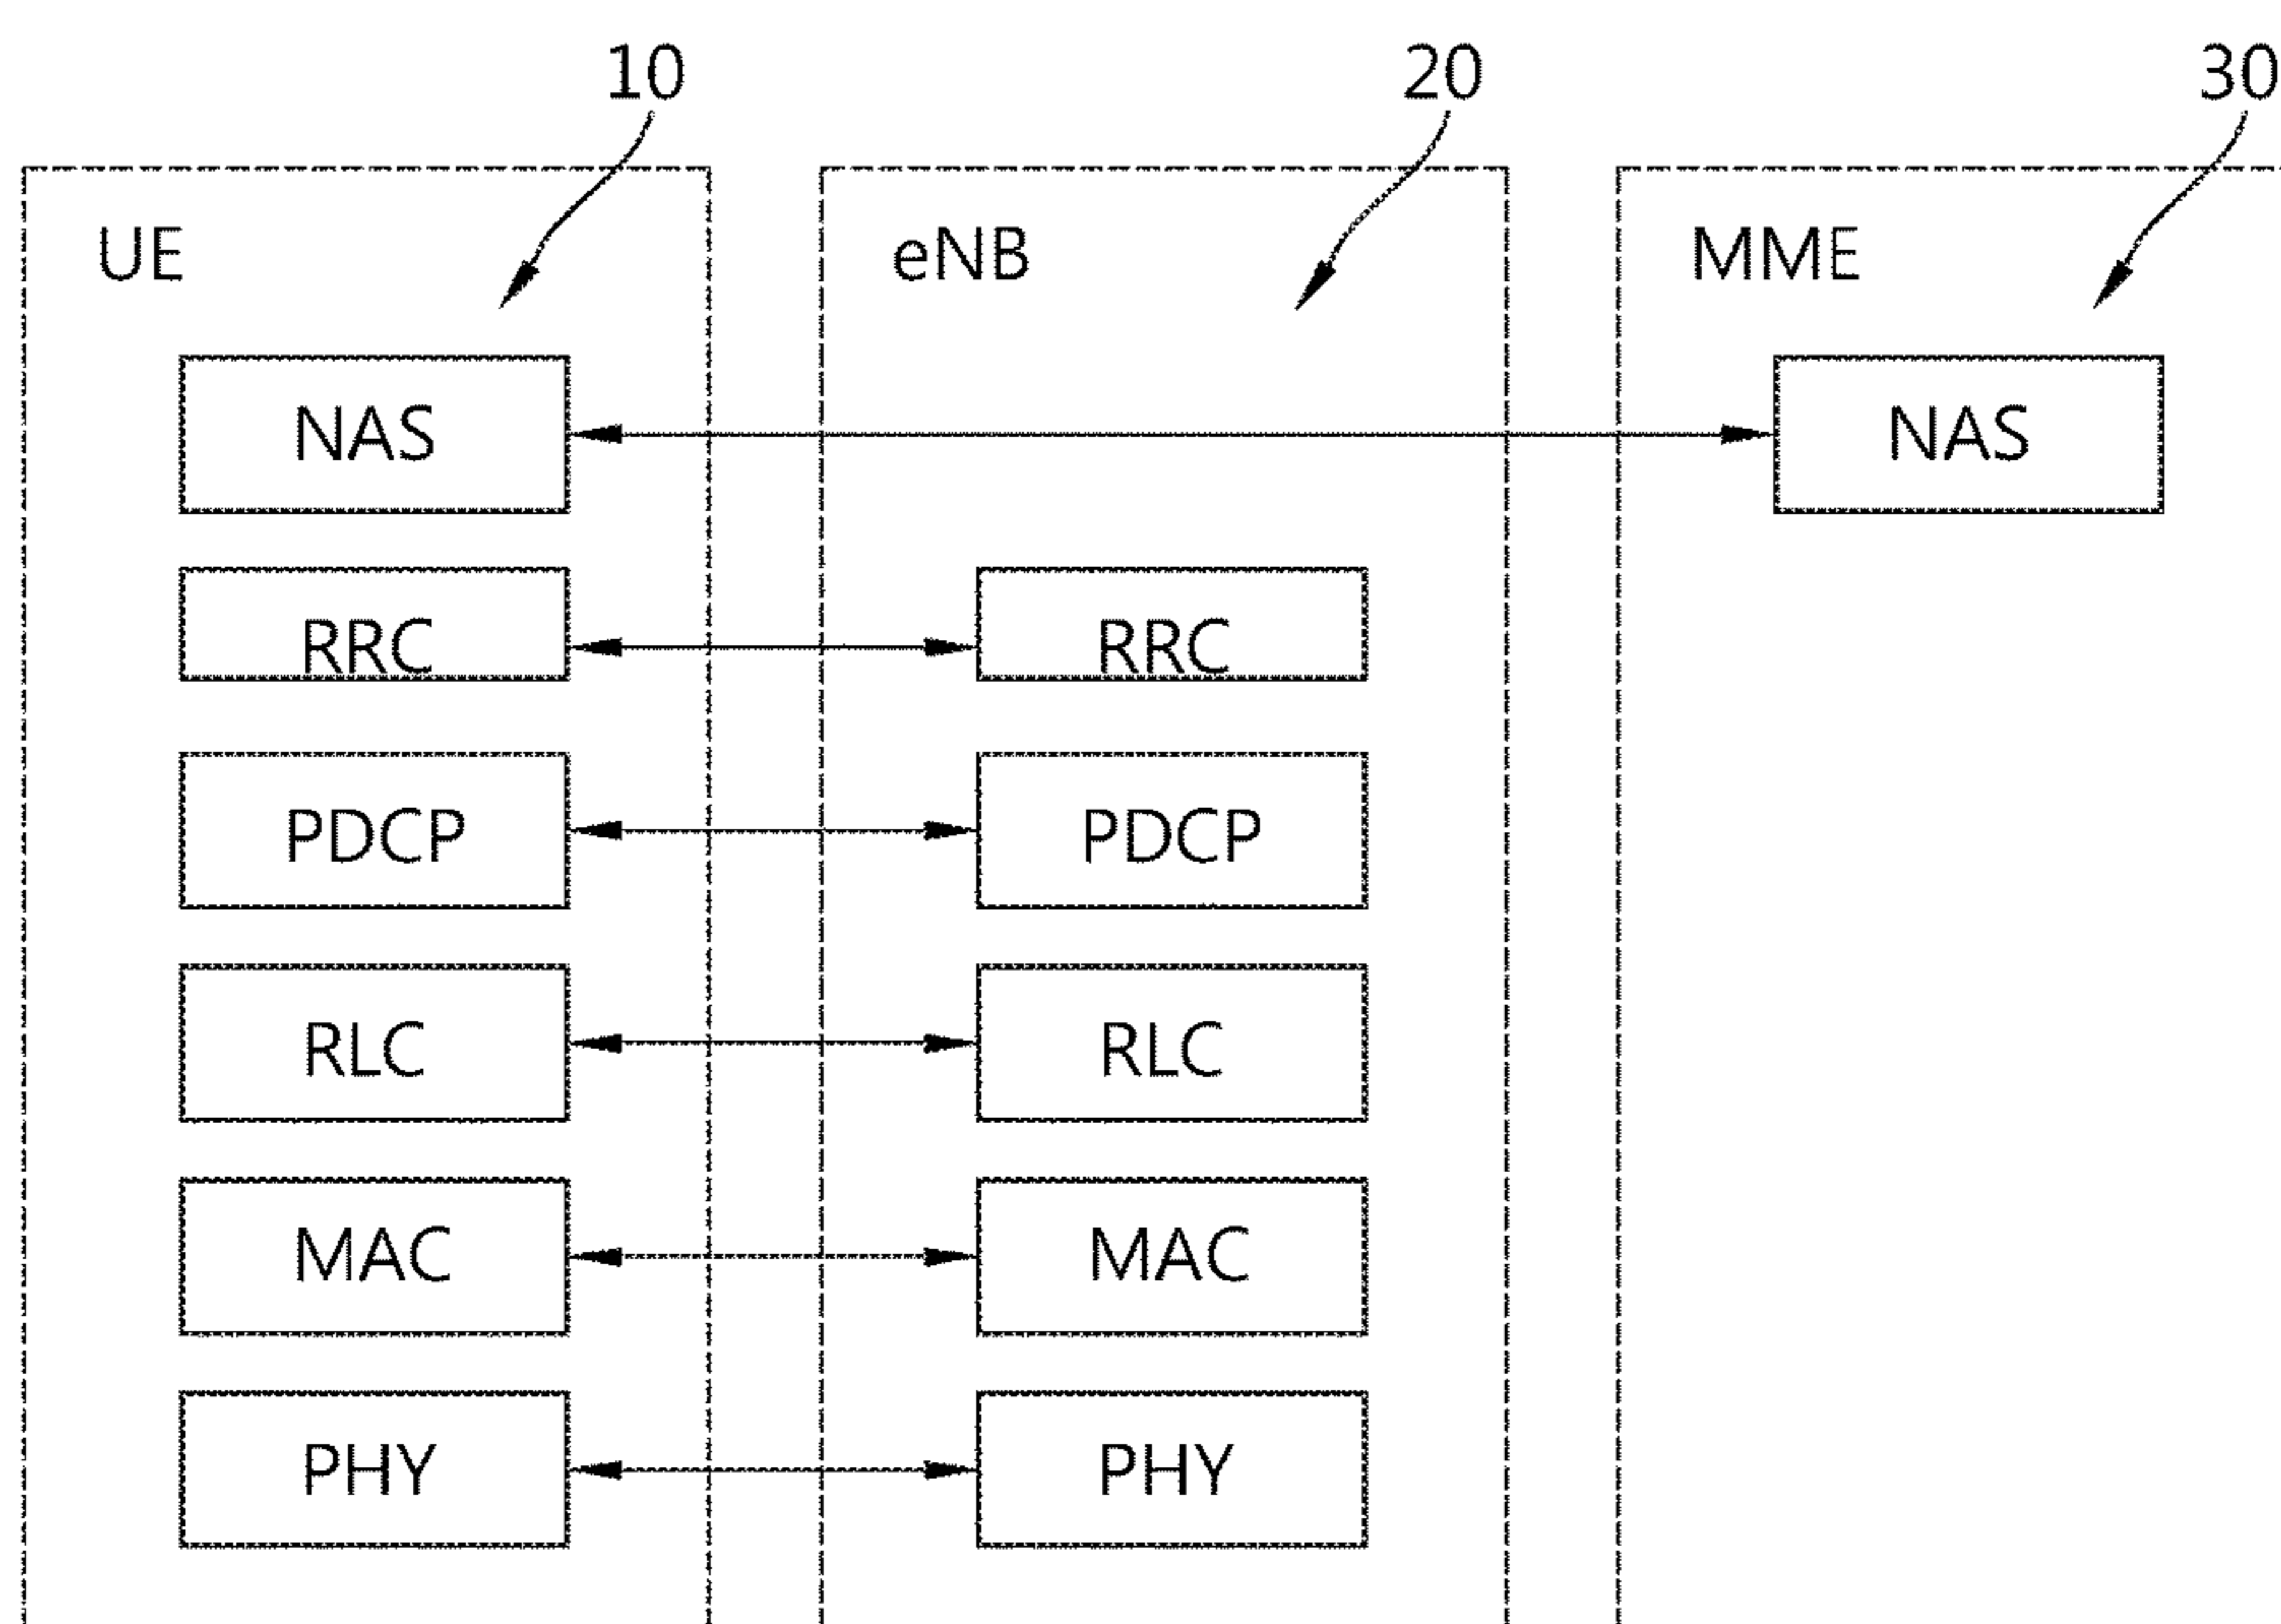 10
20
30
UE
eNB
MME
NAS
NAS
RRC
RRC
PDCP
PDCP
RLC
RLC
MAC
MAC
PHY
PHY